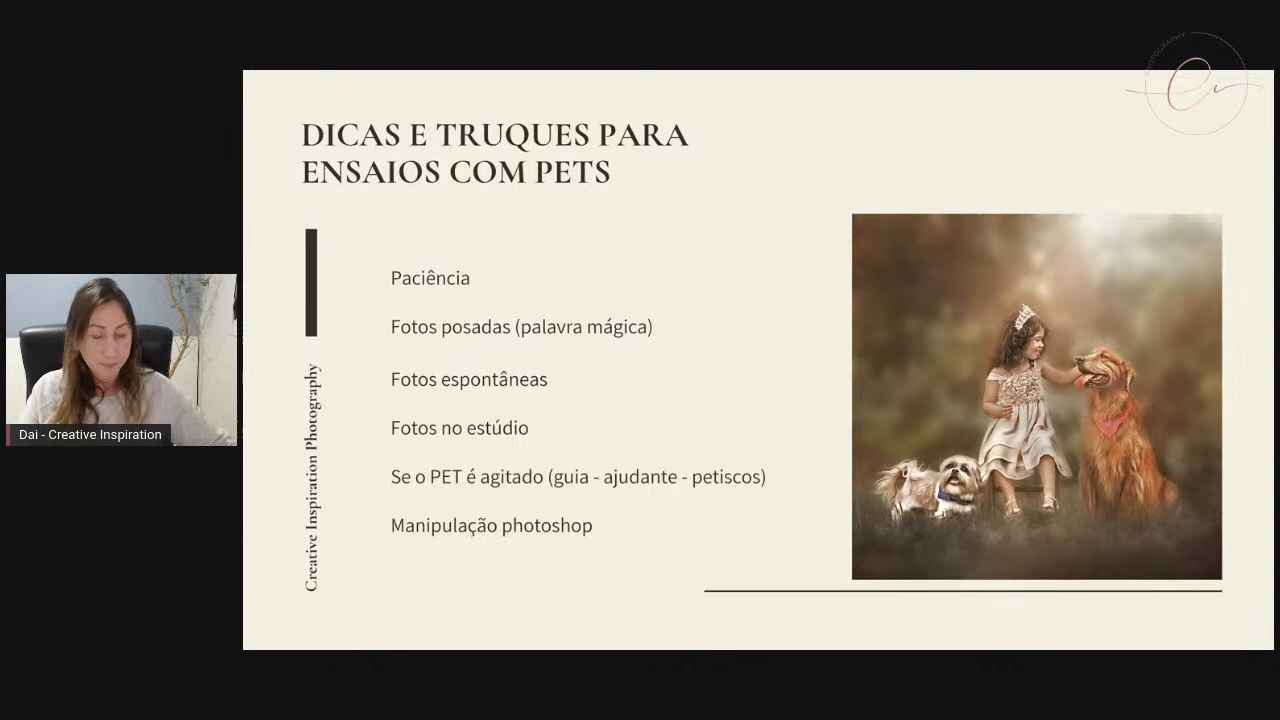 PHOTOGRAPHY
DICAS E TRUQUES PARA
ENSAIOS COM PETS
Paciência
Fotos posadas (palavra mágica)
Fotos espontâneas
Fotos no estúdio
Se o PET é agitado (guia - ajudante - petiscos)
Manipulação photoshop
Creative Inspiration Photography
Dai - Creative Inspiration